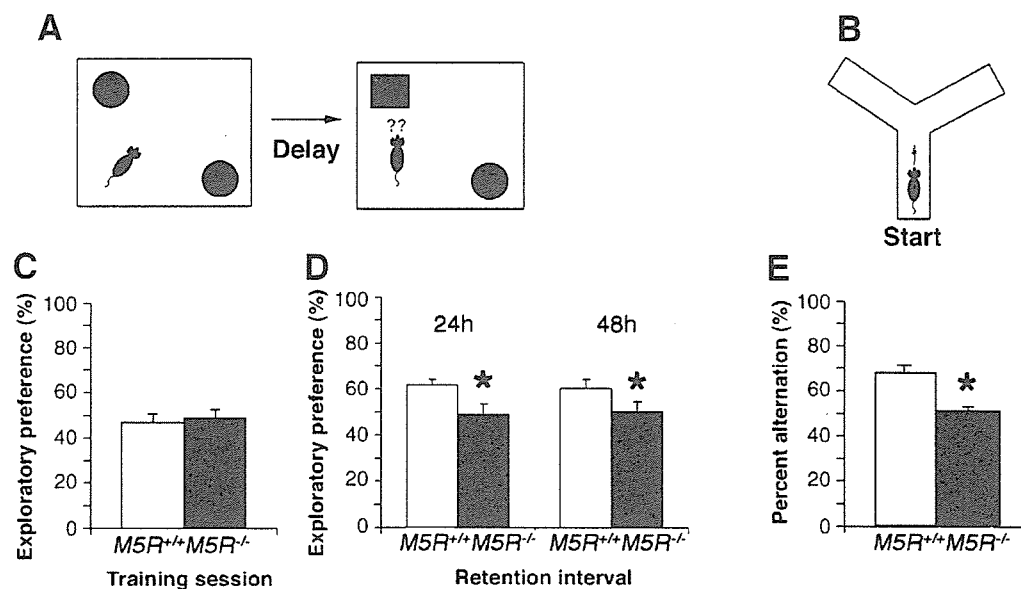 A
B
??
Delay
Start
C
D
E
Exploratory preference (%)
100
80
60
40
20
0
M5R+/+ M5R-/-
Training session
Exploratory preference (%)
100
80
60
40
20
0
24h
48h
*
*
M5R+/+ M5R-/-
M5R+/+ M5R-/-
Retention interval
Percent alternation (%)
100
80
60
40
20
0
*
M5R+/+ M5R-/-